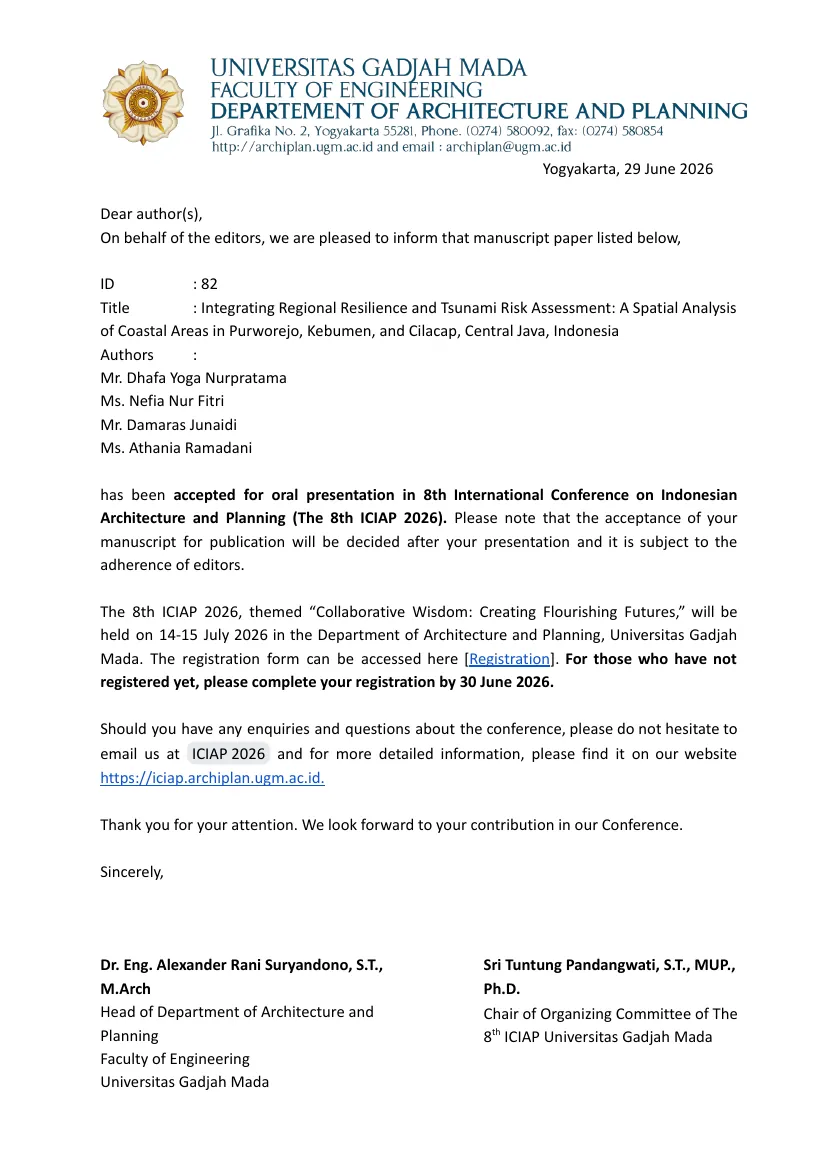 UNIVERSITAS GADJAH MADA
FACULTY OF ENGINEERING
DEPARTEMENT OF ARCHITECTURE AND PLANNING
Jl. Grafika No. 2, Yogyakarta 55281, Phone. (0274) 580092, fax: (0274) 580854
http://archiplan.ugm.ac.id and email : archiplan@ugm.ac.id
Yogyakarta, 29 June 2026
Dear author(s),
On behalf of the editors, we are pleased to inform that manuscript paper listed below,
ID : 82
Title : Integrating Regional Resilience and Tsunami Risk Assessment: A Spatial Analysis
of Coastal Areas in Purworejo, Kebumen, and Cilacap, Central Java, Indonesia
Authors :
Mr. Dhafa Yoga Nurpratama
Ms. Nefia Nur Fitri
Mr. Damaras Junaidi
Ms. Athania Ramadani
has been accepted for oral presentation in 8th International Conference on Indonesian
Architecture and Planning (The 8th ICIAP 2026). Please note that the acceptance of your
manuscript for publication will be decided after your presentation and it is subject to the
adherence of editors.
The 8th ICIAP 2026, themed “Collaborative Wisdom: Creating Flourishing Futures,” will be
held on 14-15 July 2026 in the Department of Architecture and Planning, Universitas Gadjah
Mada. The registration form can be accessed here [Registration]. For those who have not
registered yet, please complete your registration by 30 June 2026.
Should you have any enquiries and questions about the conference, please do not hesitate to
email us at ICIAP 2026 and for more detailed information, please find it on our website
https://iciap.archiplan.ugm.ac.id.
Thank you for your attention. We look forward to your contribution in our Conference.
Sincerely,
Dr. Eng. Alexander Rani Suryandono, S.T.,
M.Arch
Head of Department of Architecture and
Planning
Faculty of Engineering
Universitas Gadjah Mada
Sri Tuntung Pandangwati, S.T., MUP.,
Ph.D.
Chair of Organizing Committee of The
8th ICIAP Universitas Gadjah Mada